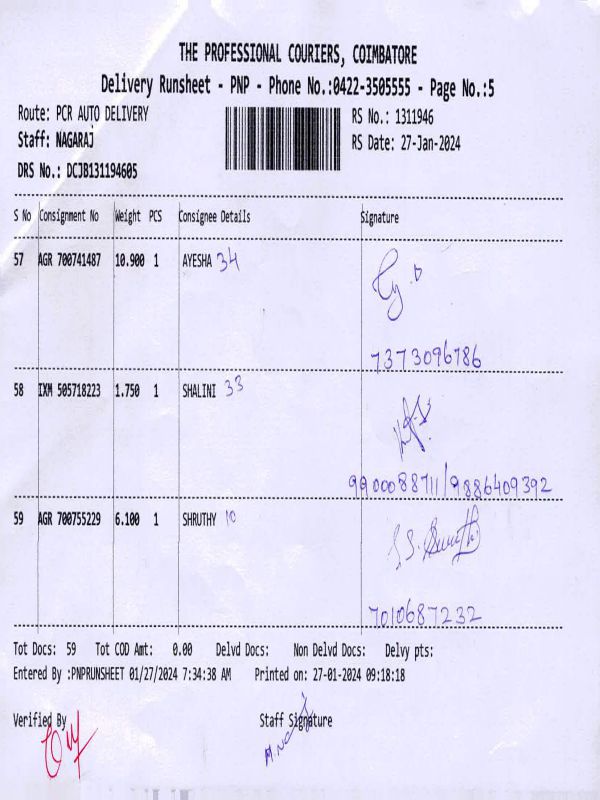 THE PROFESSIONAL COURIERS, COIMBATORE
Delivery Runsheet - PNP - Phone No.:0422-3505555 - Page No.:5
Route: PCR AUTO DELIVERY
RS No.: 1311946
Staff: NAGARAJ
RS Date: 27-Jan-2024
DRS No.: DCJB131194605
S No Consignment No Weight PCS Consignee Details Signature
57 AGR 700741487 10.900 1 AYESHA 34
7373096786
58 IXM 505718223 1.750 1 SHALINI 33
9900088711/9886409392
59 AGR 700755229 6.100 1 SHRUTHY 10
7010687232
Tot Docs: 59 Tot COD Amt: 0.00 Delvd Docs: Non Delvd Docs: Delvy pts:
Entered By :PNPRUNSHEET 01/27/2024 7:34:38 AM Printed on: 27-01-2024 09:18:18
Verified By Staff Signature